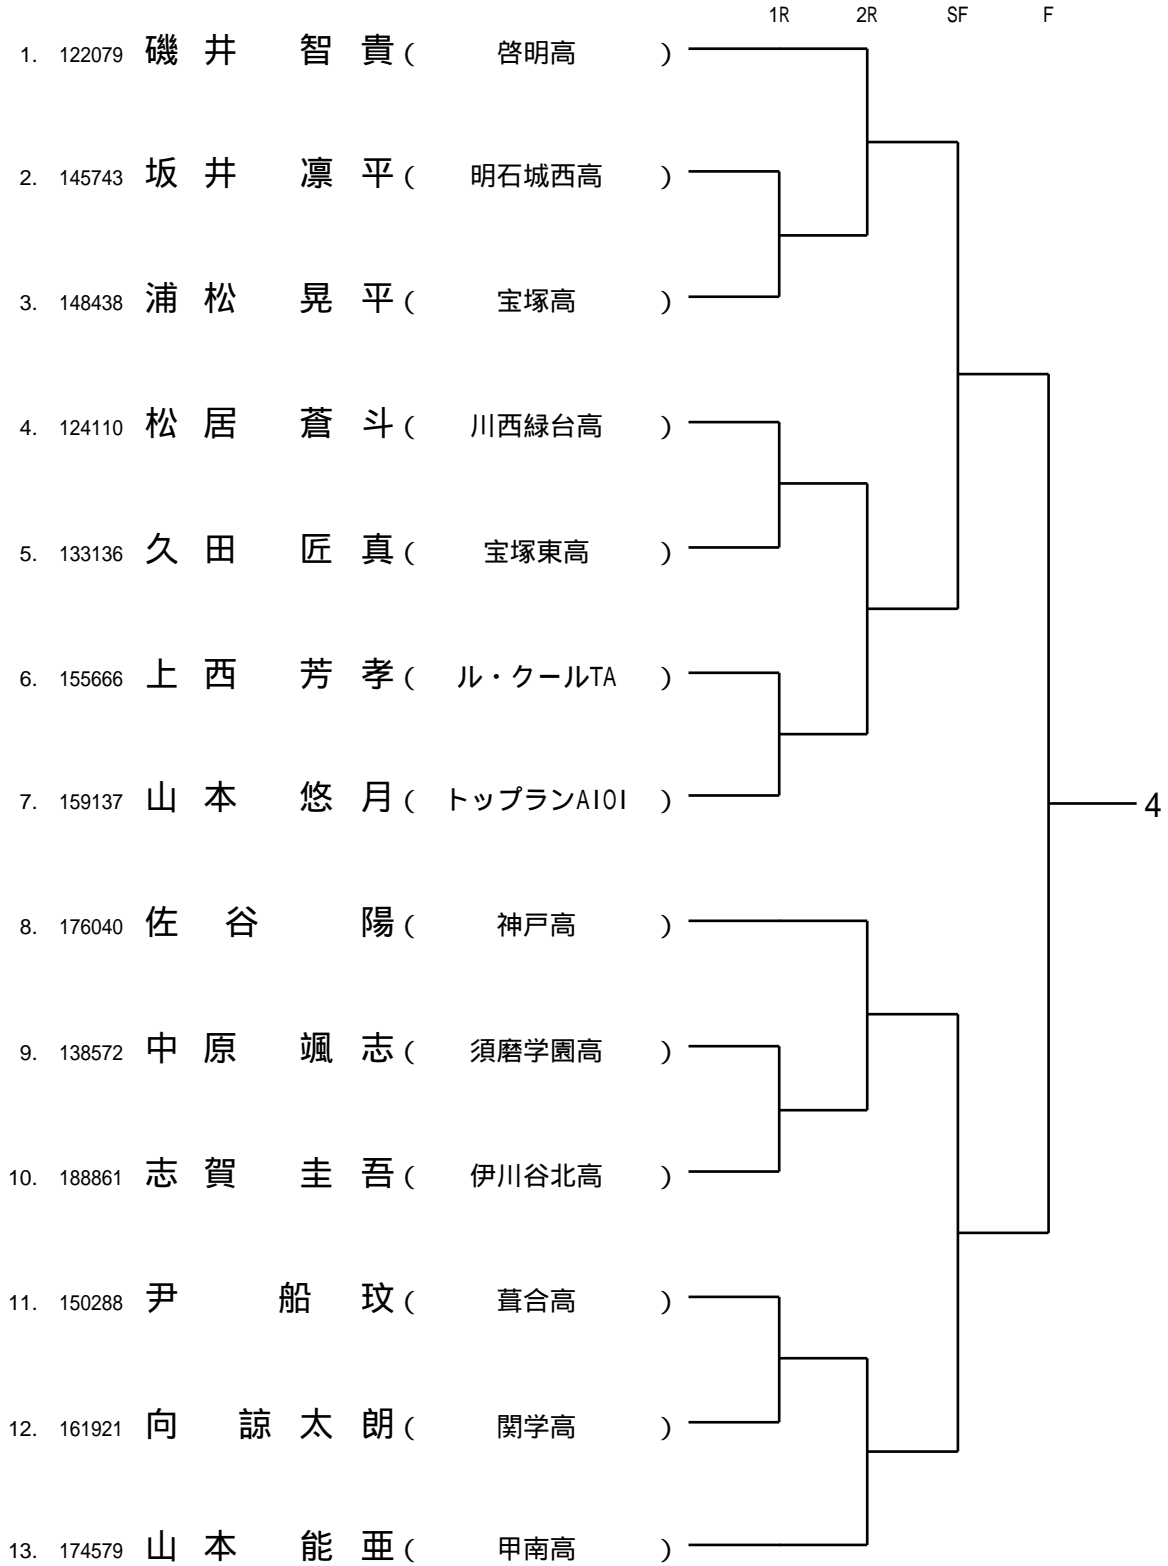 1R 2R SF F
1. 122079 磯井 智貴 ( 啓明高 )
2. 145743 坂井 凛平 ( 明石城西高 )
3. 148438 浦松 晃平 ( 宝塚高 )
4. 124110 松居 蒼斗 ( 川西緑台高 )
5. 133136 久田 匠真 ( 宝塚東高 )
6. 155666 上西 芳孝 ( ル・クールTA )
7. 159137 山本 悠月 ( トップランAIOI )
4
8. 176040 佐谷 陽 ( 神戸高 )
9. 138572 中原 颯志 ( 須磨学園高 )
10. 188861 志賀 圭吾 ( 伊川谷北高 )
11. 150288 尹 船玟 ( 葺合高 )
12. 161921 向 諒太朗 ( 関学高 )
13. 174579 山本 能亜 ( 甲南高 )